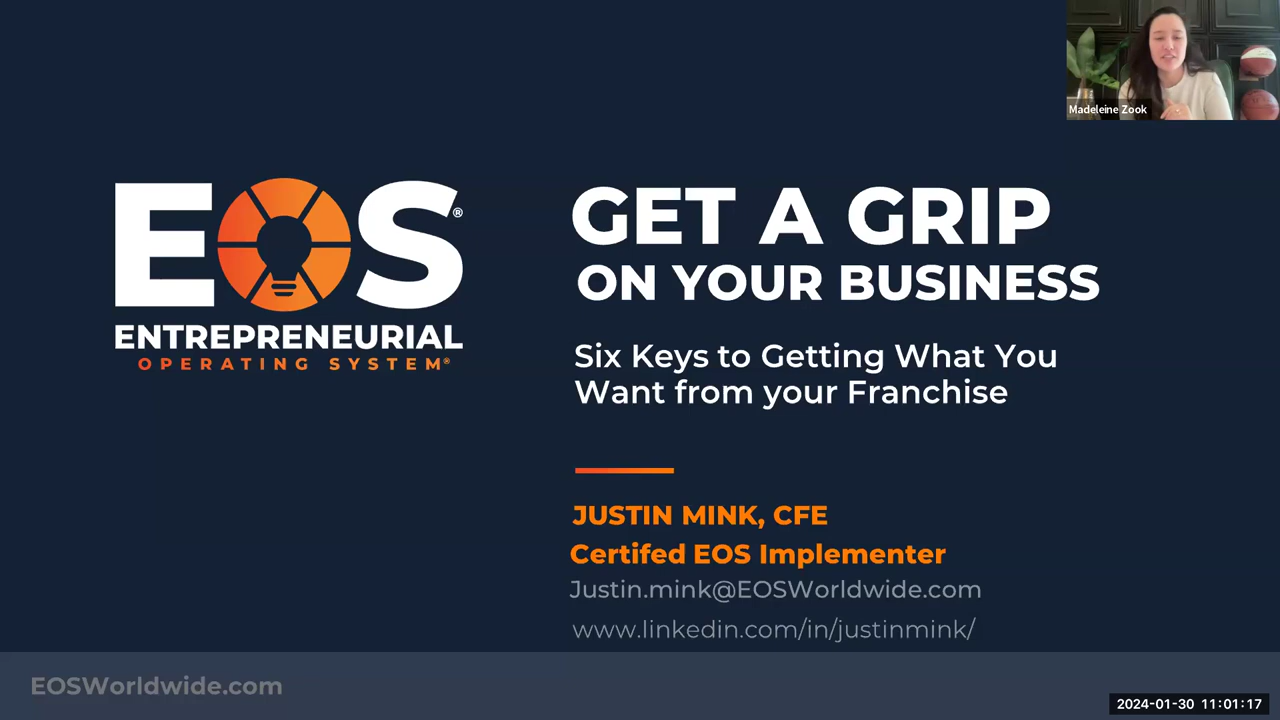 Madeleine Zook
EOS®
ENTREPRENEURIAL
OPERATING SYSTEM®
GET A GRIP
ON YOUR BUSINESS
Six Keys to Getting What You
Want from your Franchise
JUSTIN MINK, CFE
Certifed EOS Implementer
Justin.mink@EOSWorldwide.com
www.linkedin.com/in/justinmink/
EOSWorldwide.com
2024-01-30 11:01:17